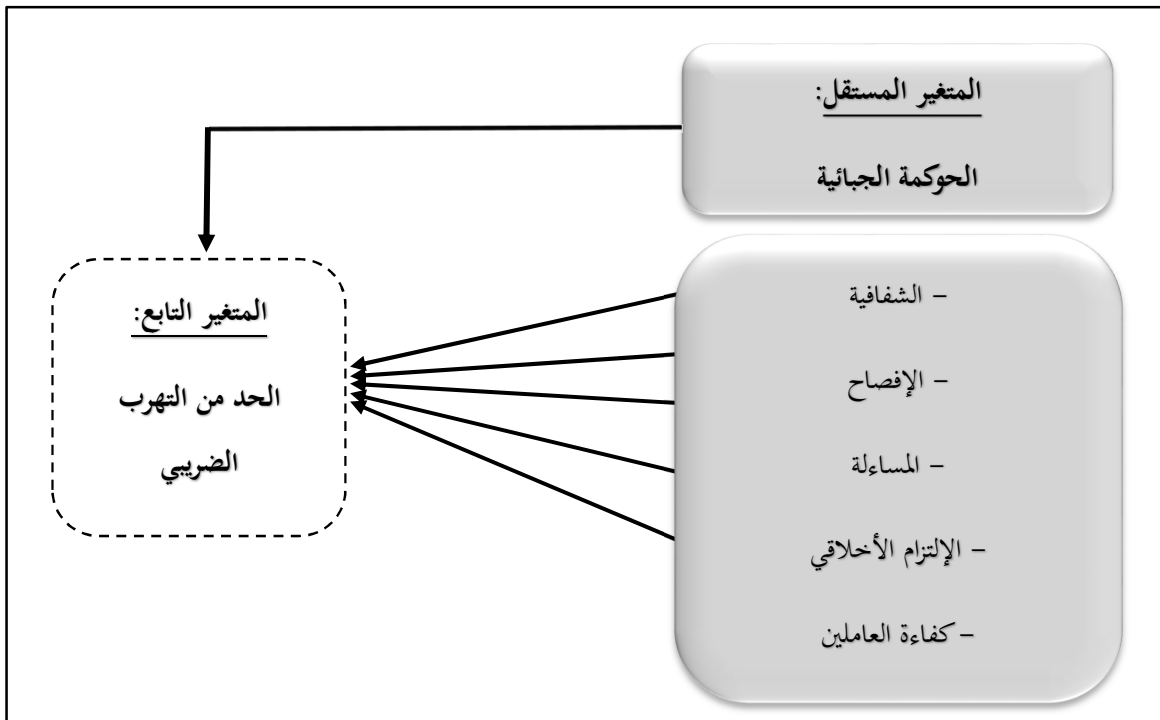 المتغير المستقل:
الحوكمة الجبائية
– الشفافية
– الإفصاح
– المساءلة
– الإلتزام الأخلاقي
– كفاءة العاملين
المتغير التابع:
الحد من التهرب
الضريبي